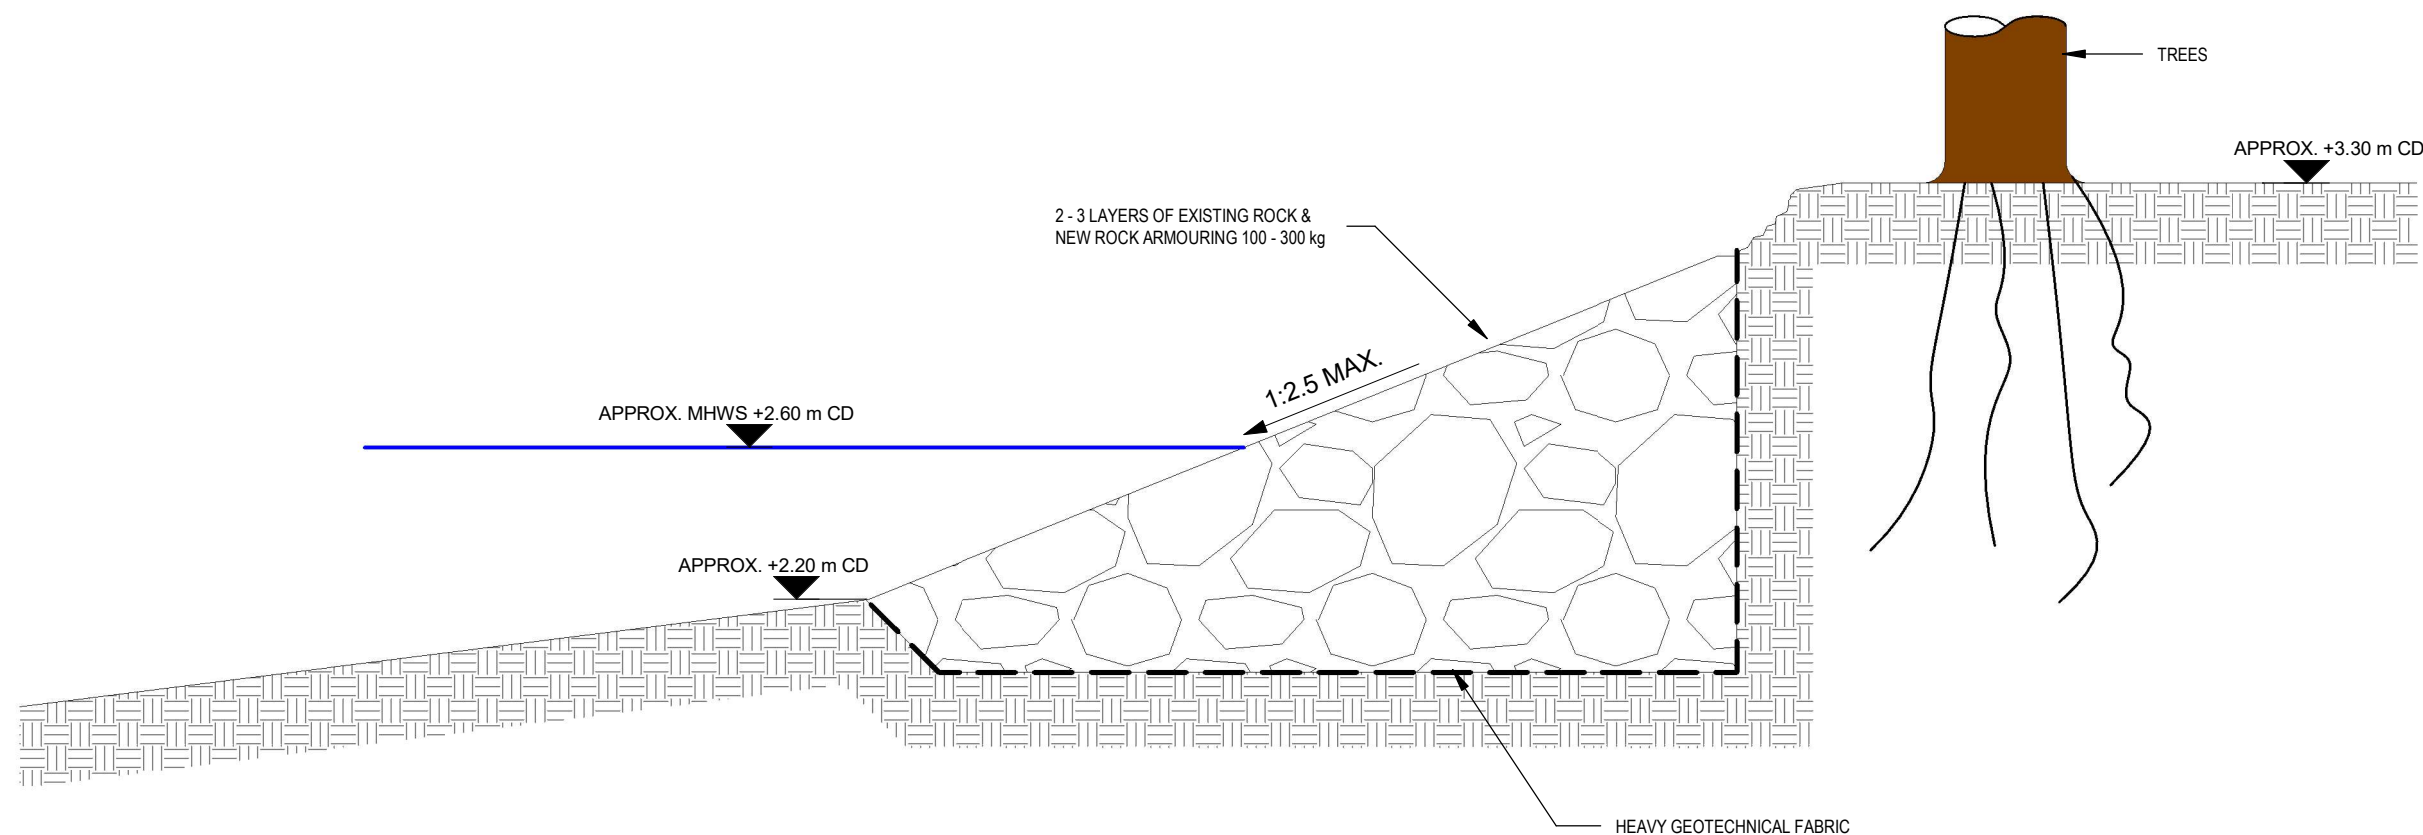 TREES
APPROX. +3.30 m CD
2 - 3 LAYERS OF EXISTING ROCK &
NEW ROCK ARMOURING 100 - 300 kg
1:2.5 MAX.
APPROX. MHWS +2.60 m CD
APPROX. +2.20 m CD
HEAVY GEOTECHNICAL FABRIC